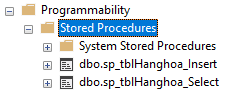 Programmability
Stored Procedures
System Stored Procedures
dbo.sp_tblHanghoa_Insert
dbo.sp_tblHanghoa_Select